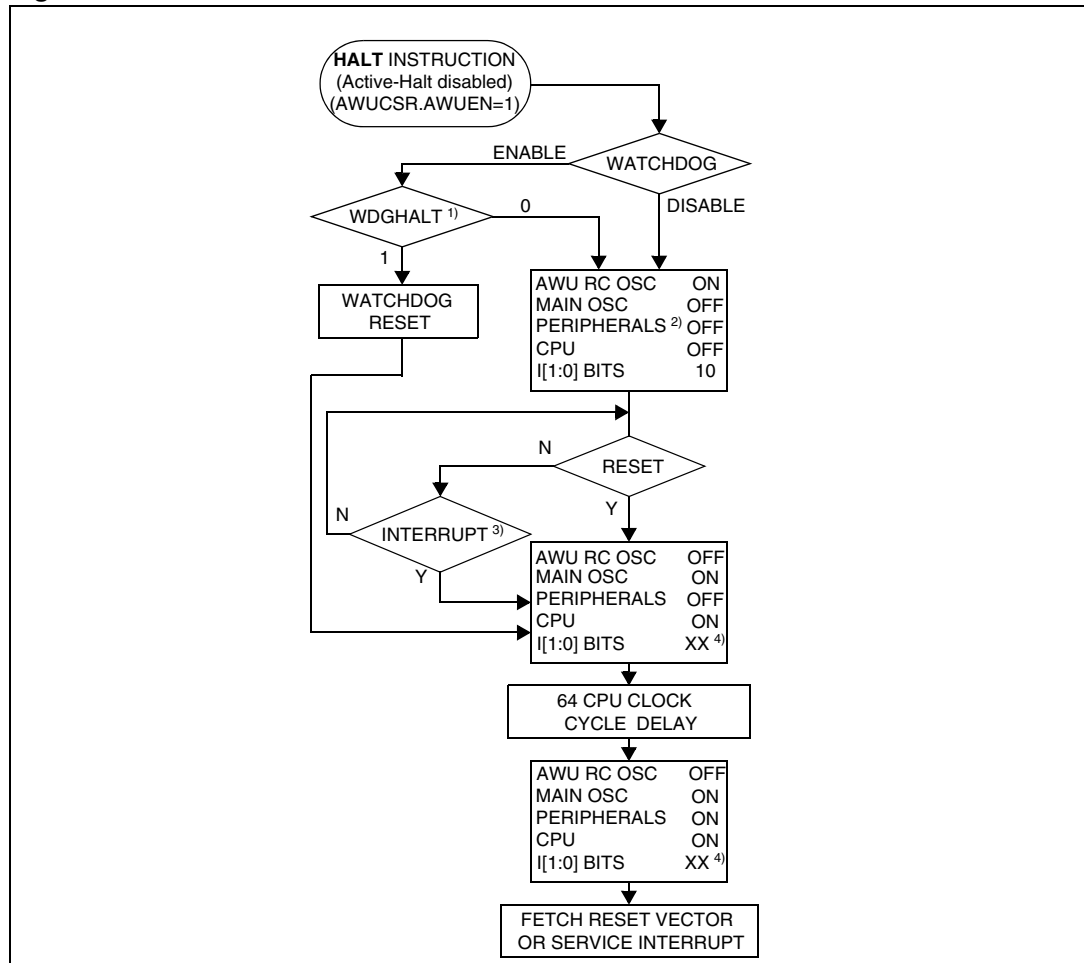 HALT INSTRUCTION
(Active-Halt disabled)
(AWUCSR.AWUEN=1)
ENABLE
WATCHDOG
DISABLE
WDGHALT 1)
0
1
WATCHDOG
RESET
AWU RC OSC ON
MAIN OSC OFF
PERIPHERALS 2) OFF
CPU OFF
I[1:0] BITS 10
N
RESET
Y
N
INTERRUPT 3)
Y
AWU RC OSC OFF
MAIN OSC ON
PERIPHERALS OFF
CPU ON
I[1:0] BITS XX 4)
64 CPU CLOCK
CYCLE DELAY
AWU RC OSC OFF
MAIN OSC ON
PERIPHERALS ON
CPU ON
I[1:0] BITS XX 4)
FETCH RESET VECTOR
OR SERVICE INTERRUPT